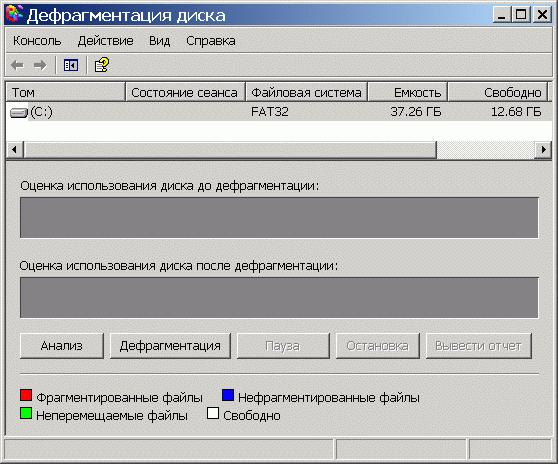 Дефрагментация диска
Консоль Действие Вид Справка
Том Состояние сеанса Файловая система Емкость Свободно
(C:) FAT32 37.26 ГБ 12.68 ГБ
Оценка использования диска до дефрагментации:
Оценка использования диска после дефрагментации:
Анализ Дефрагментация Пауза Остановка Вывести отчет
Фрагментированные файлы Нефрагментированные файлы
Неперемещаемые файлы Свободно